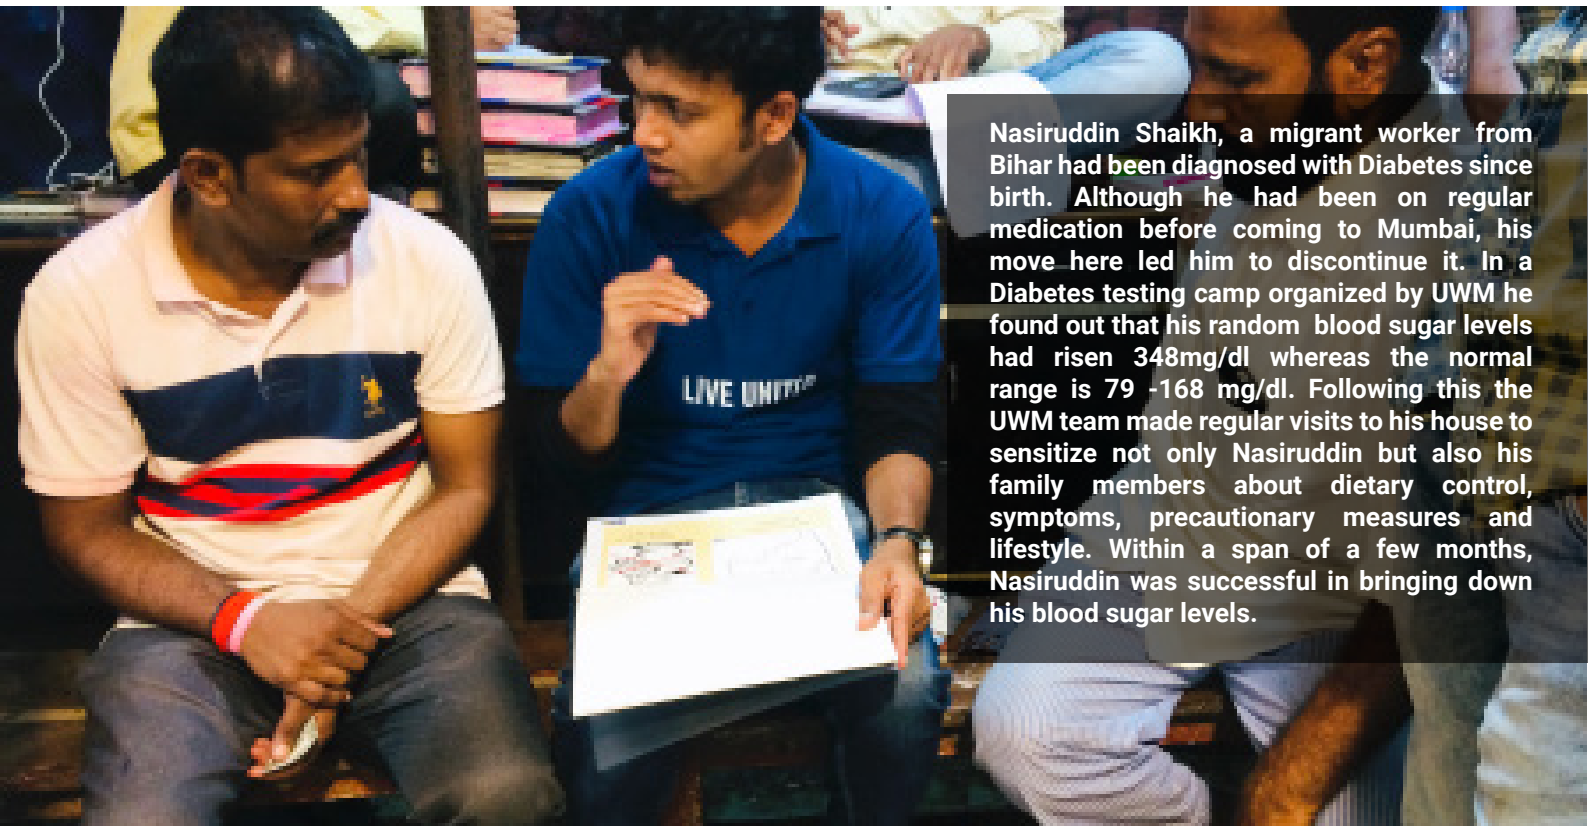 Nasiruddin Shaikh, a migrant worker from
Bihar had been diagnosed with Diabetes since
birth. Although he had been on regular
medication before coming to Mumbai, his
move here led him to discontinue it. In a
Diabetes testing camp organized by UWM he
found out that his random blood sugar levels
had risen 348mg/dl whereas the normal
range is 79 -168 mg/dl. Following this the
UWM team made regular visits to his house to
sensitize not only Nasiruddin but also his
family members about dietary control,
symptoms, precautionary measures and
lifestyle. Within a span of a few months,
Nasiruddin was successful in bringing down
his blood sugar levels.
LIVE UNITED